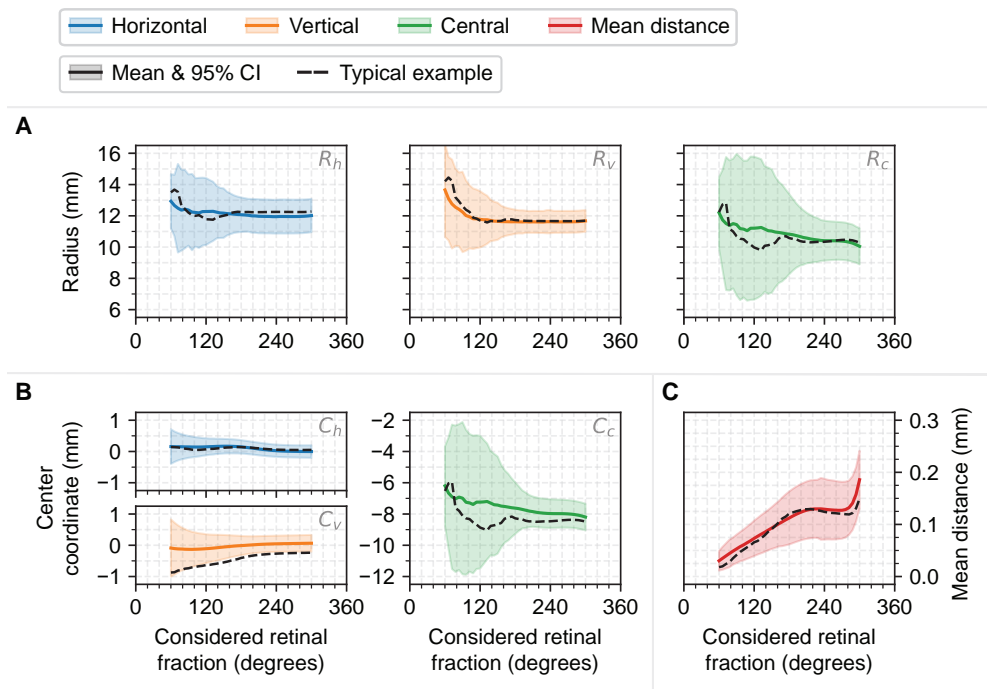 Horizontal Vertical Central Mean distance
Mean & 95% CI Typical example
A
Radius (mm)
16
14
12
10
8
6
R_h
R_v
R_c
0 120 240 360
0 120 240 360
0 120 240 360
B
Center
coordinate (mm)
1
0
−1
C_h
1
0
−1
C_v
0 120 240 360
Considered retinal
fraction (degrees)
−2
−4
−6
−8
−10
−12
C_c
0 120 240 360
Considered retinal
fraction (degrees)
C
0.3
0.2
0.1
0.0
Mean distance (mm)
0 120 240 360
Considered retinal
fraction (degrees)